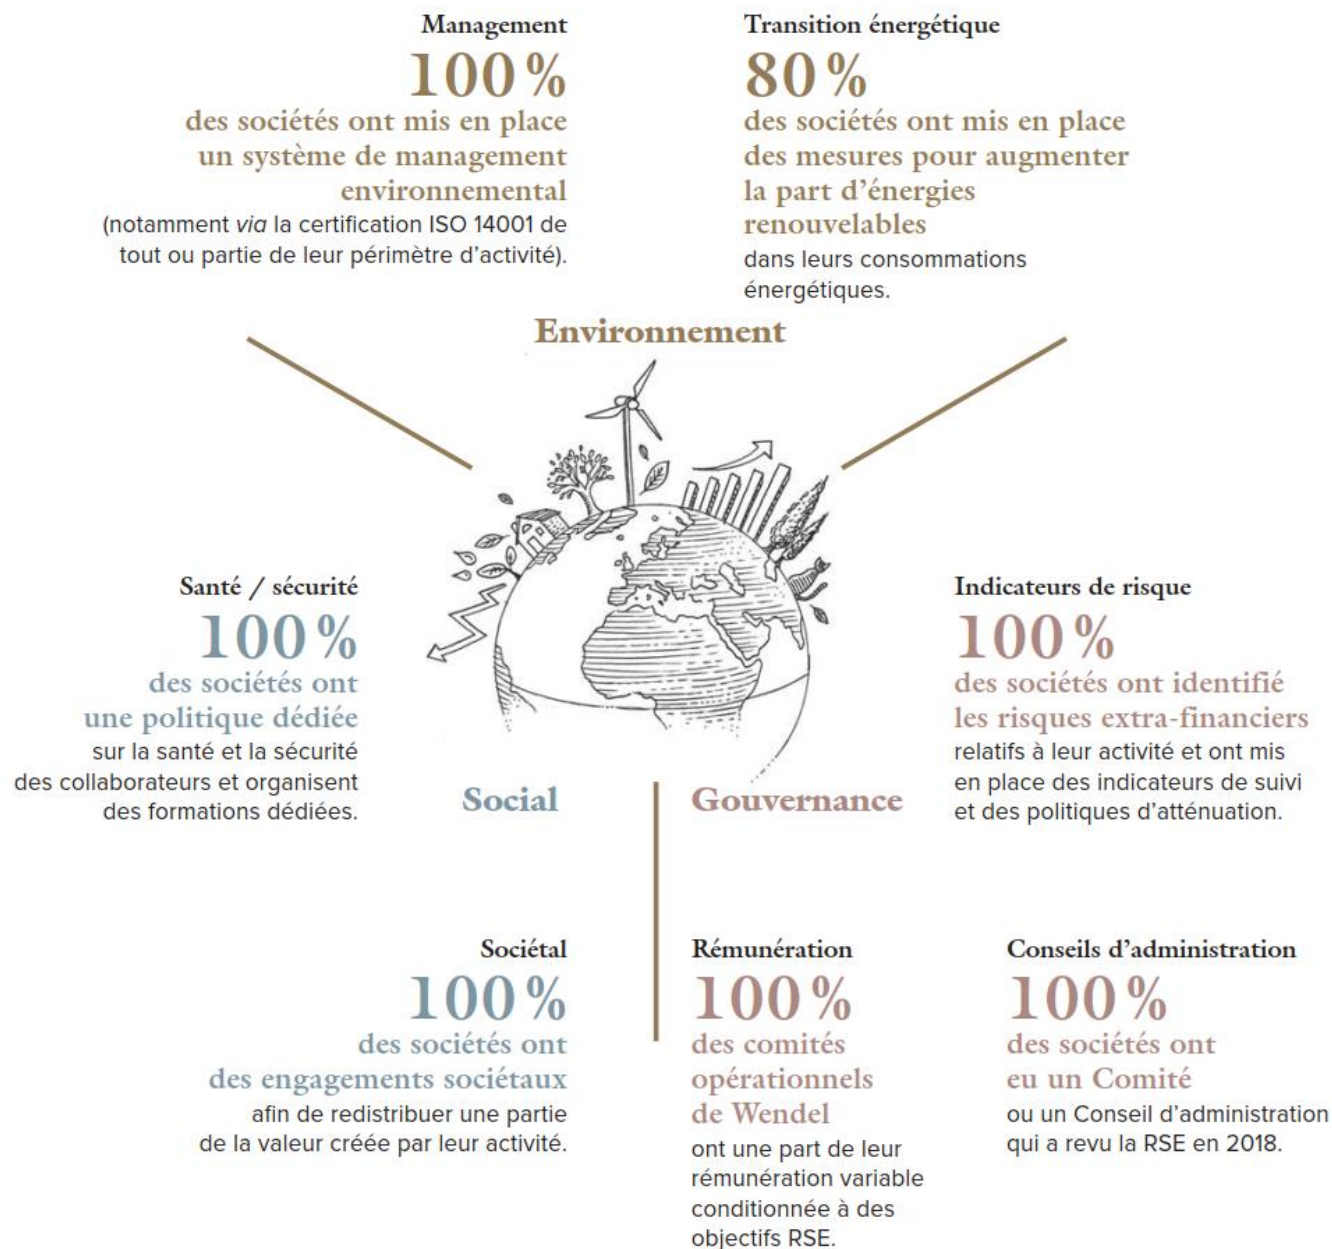 Management
100 %
des sociétés ont mis en place
un système de management
environnemental
(notamment via la certification ISO 14001 de
tout ou partie de leur périmètre d’activité).
Transition énergétique
80 %
des sociétés ont mis en place
des mesures pour augmenter
la part d’énergies
renouvelables
dans leurs consommations
énergétiques.
Environnement
Santé / sécurité
100 %
des sociétés ont
une politique dédiée
sur la santé et la sécurité
des collaborateurs et organisent
des formations dédiées.
Indicateurs de risque
100 %
des sociétés ont identifié
les risques extra-financiers
relatifs à leur activité et ont mis
en place des indicateurs de suivi
et des politiques d’atténuation.
Social
Gouvernance
Sociétal
100 %
des sociétés ont
des engagements sociétaux
afin de redistribuer une partie
de la valeur créée par leur activité.
Rémunération
100 %
des comités
opérationnels
de Wendel
ont une part de leur
rémunération variable
conditionnée à des
objectifs RSE.
Conseils d’administration
100 %
des sociétés ont
eu un Comité
ou un Conseil d’administration
qui a revu la RSE en 2018.